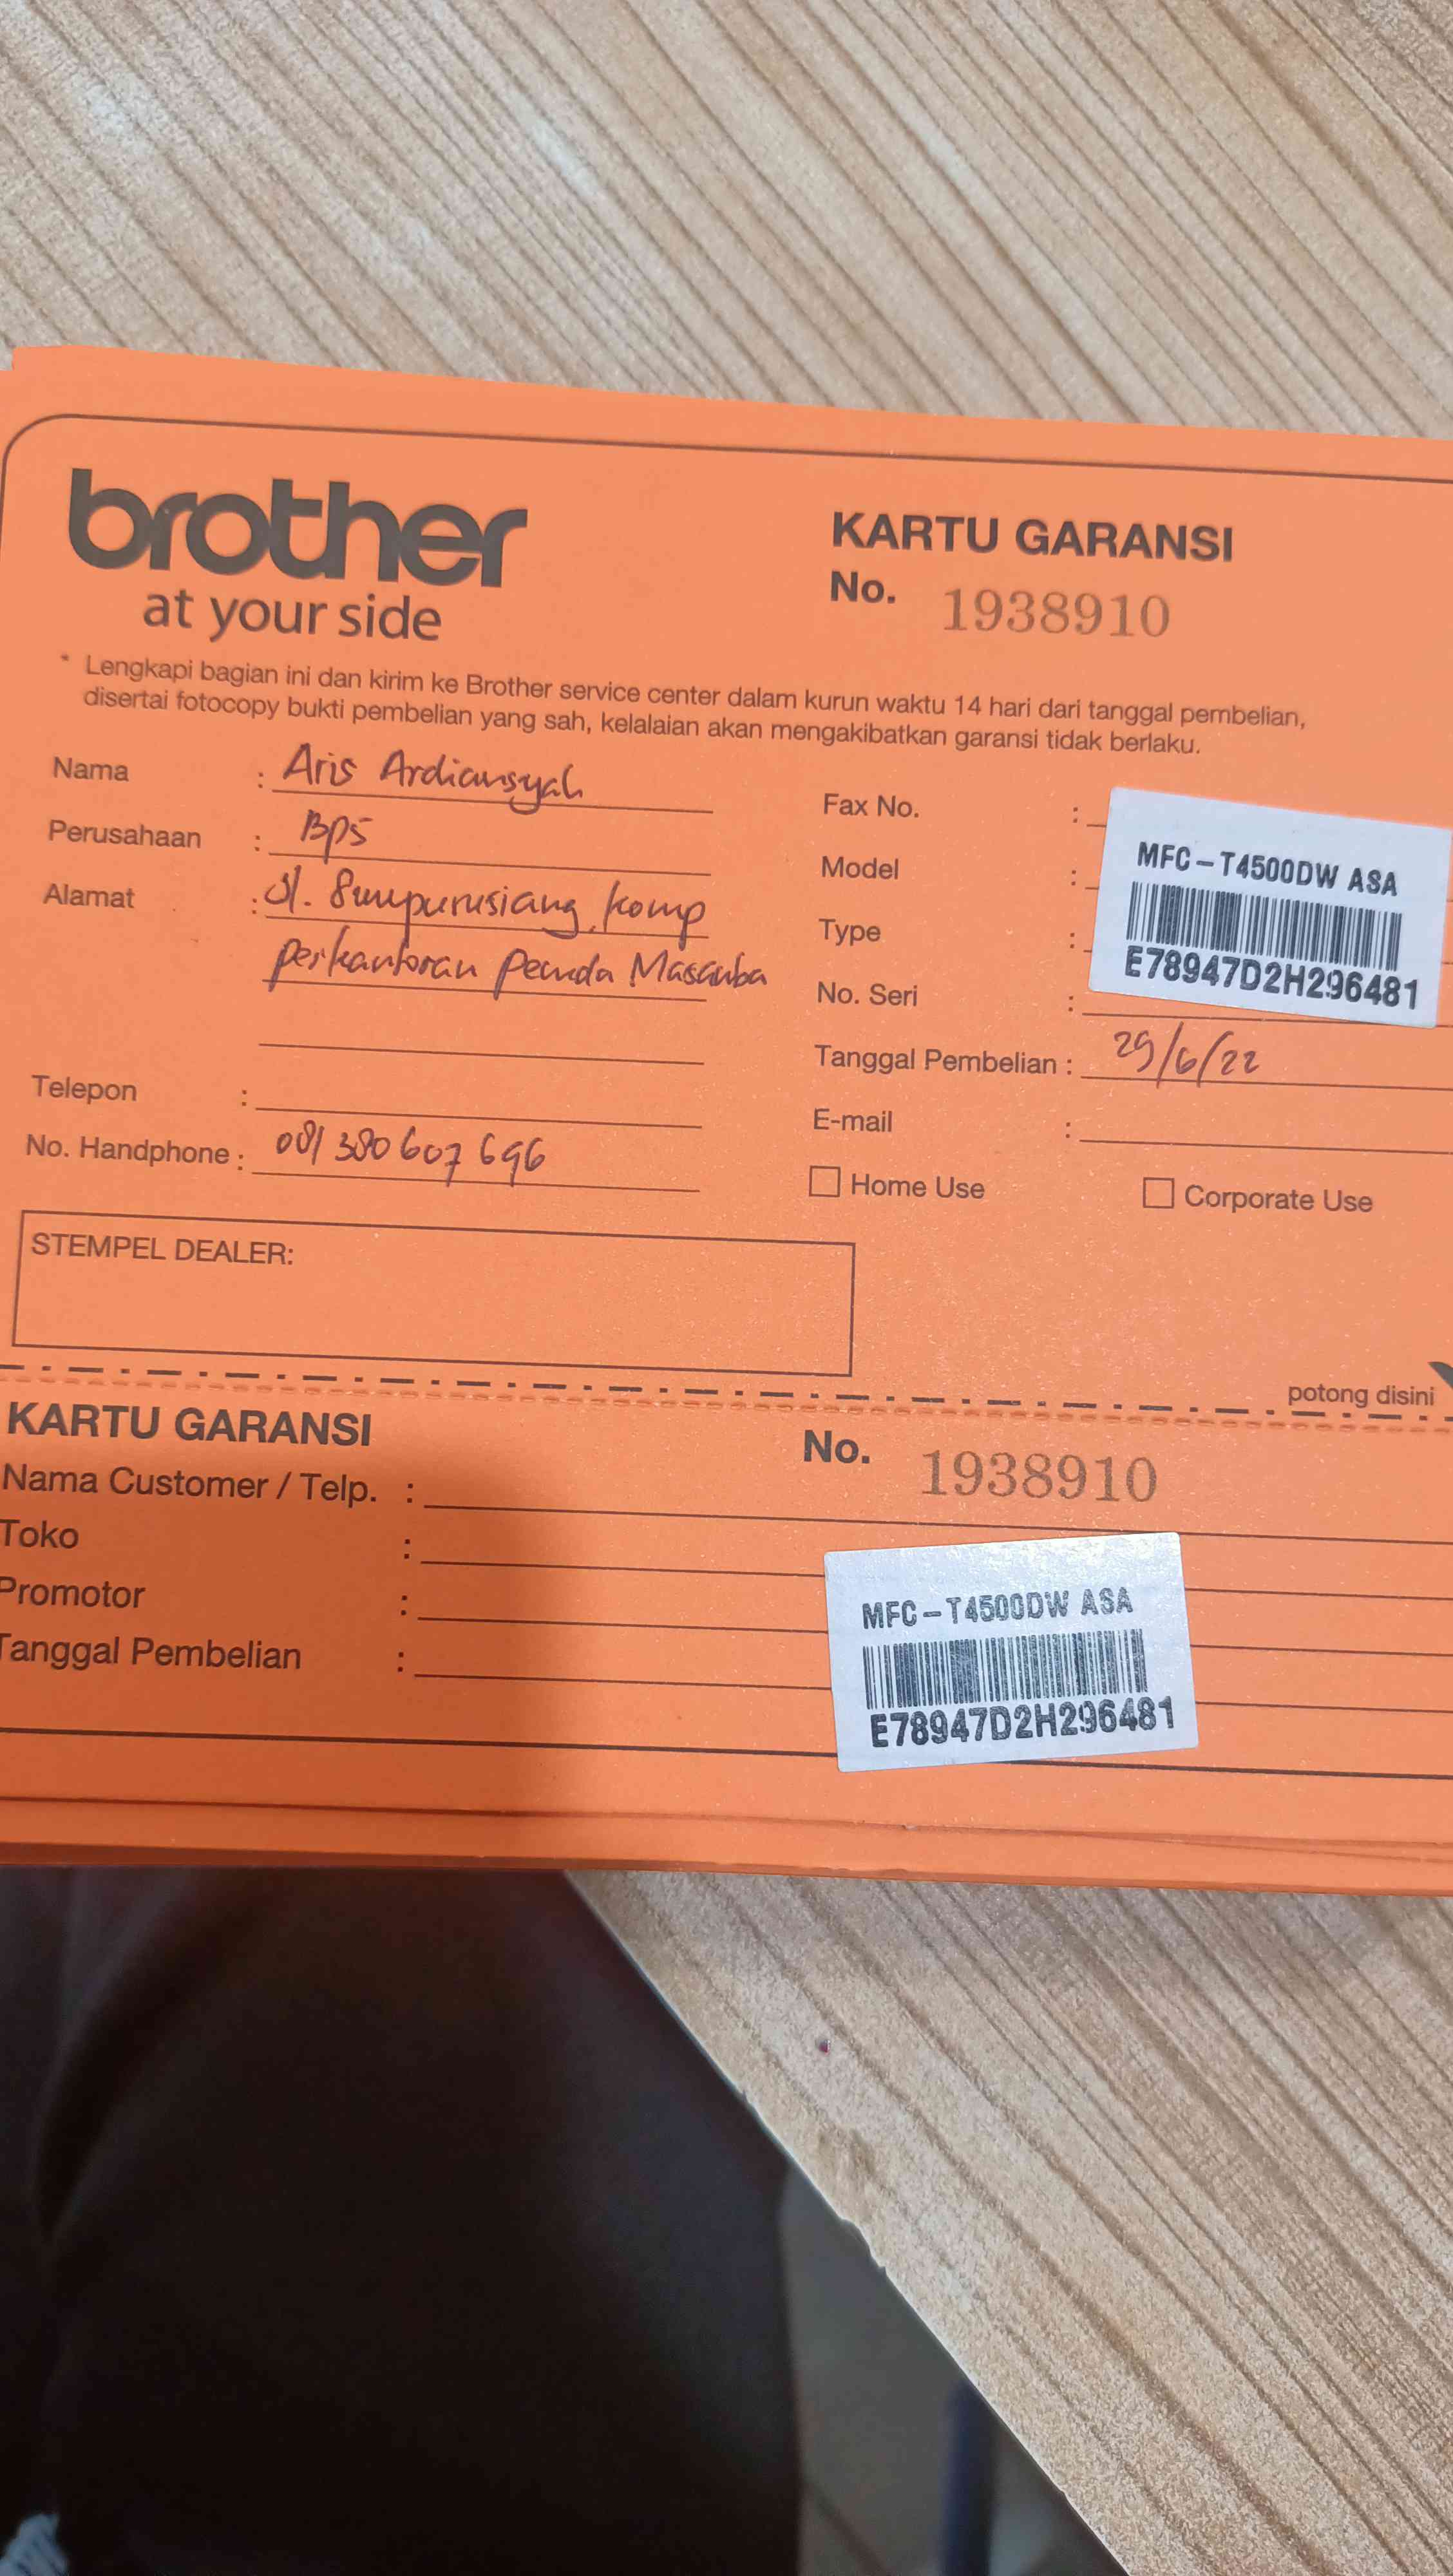 brother
at your side
KARTU GARANSI
No. 1938910
* Lengkapi bagian ini dan kirim ke Brother service center dalam kurun waktu 14 hari dari tanggal pembelian,
disertai fotocopy bukti pembelian yang sah, kelalaian akan mengakibatkan garansi tidak berlaku.
Nama : Aris Ardiansyah
Perusahaan : BPS
Alamat : Jl. Simpurusiang, Komp
perkantoran Pemda Masamba
Telepon :
No. Handphone : 081 380 607 696
Fax No. :
Model :
Type :
No. Seri :
MFC-T4500DW ASA
E78947D2H296481
Tanggal Pembelian : 29/6/22
E-mail :
Home Use
Corporate Use
STEMPEL DEALER:
potong disini
KARTU GARANSI
No. 1938910
Nama Customer / Telp. :
Toko :
Promotor :
Tanggal Pembelian :
MFC-T4500DW ASA
E78947D2H296481